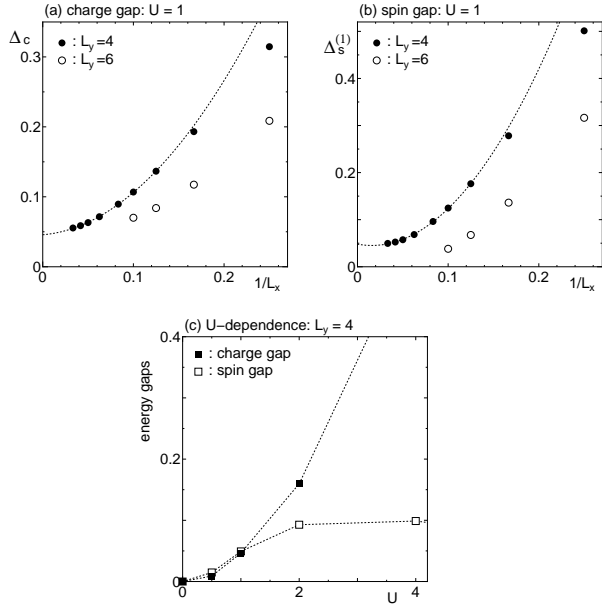 (a) charge gap: U = 1
Δc
● : Ly=4
○ : Ly=6
0.3
0.2
0.1
0
0
0.1
0.2
1/Lx
(b) spin gap: U = 1
Δs(1)
● : Ly=4
○ : Ly=6
0.4
0.2
0
0
0.1
0.2
1/Lx
(c) U−dependence: Ly = 4
■ : charge gap
□ : spin gap
energy gaps
0.4
0.2
0
0
2
U
4